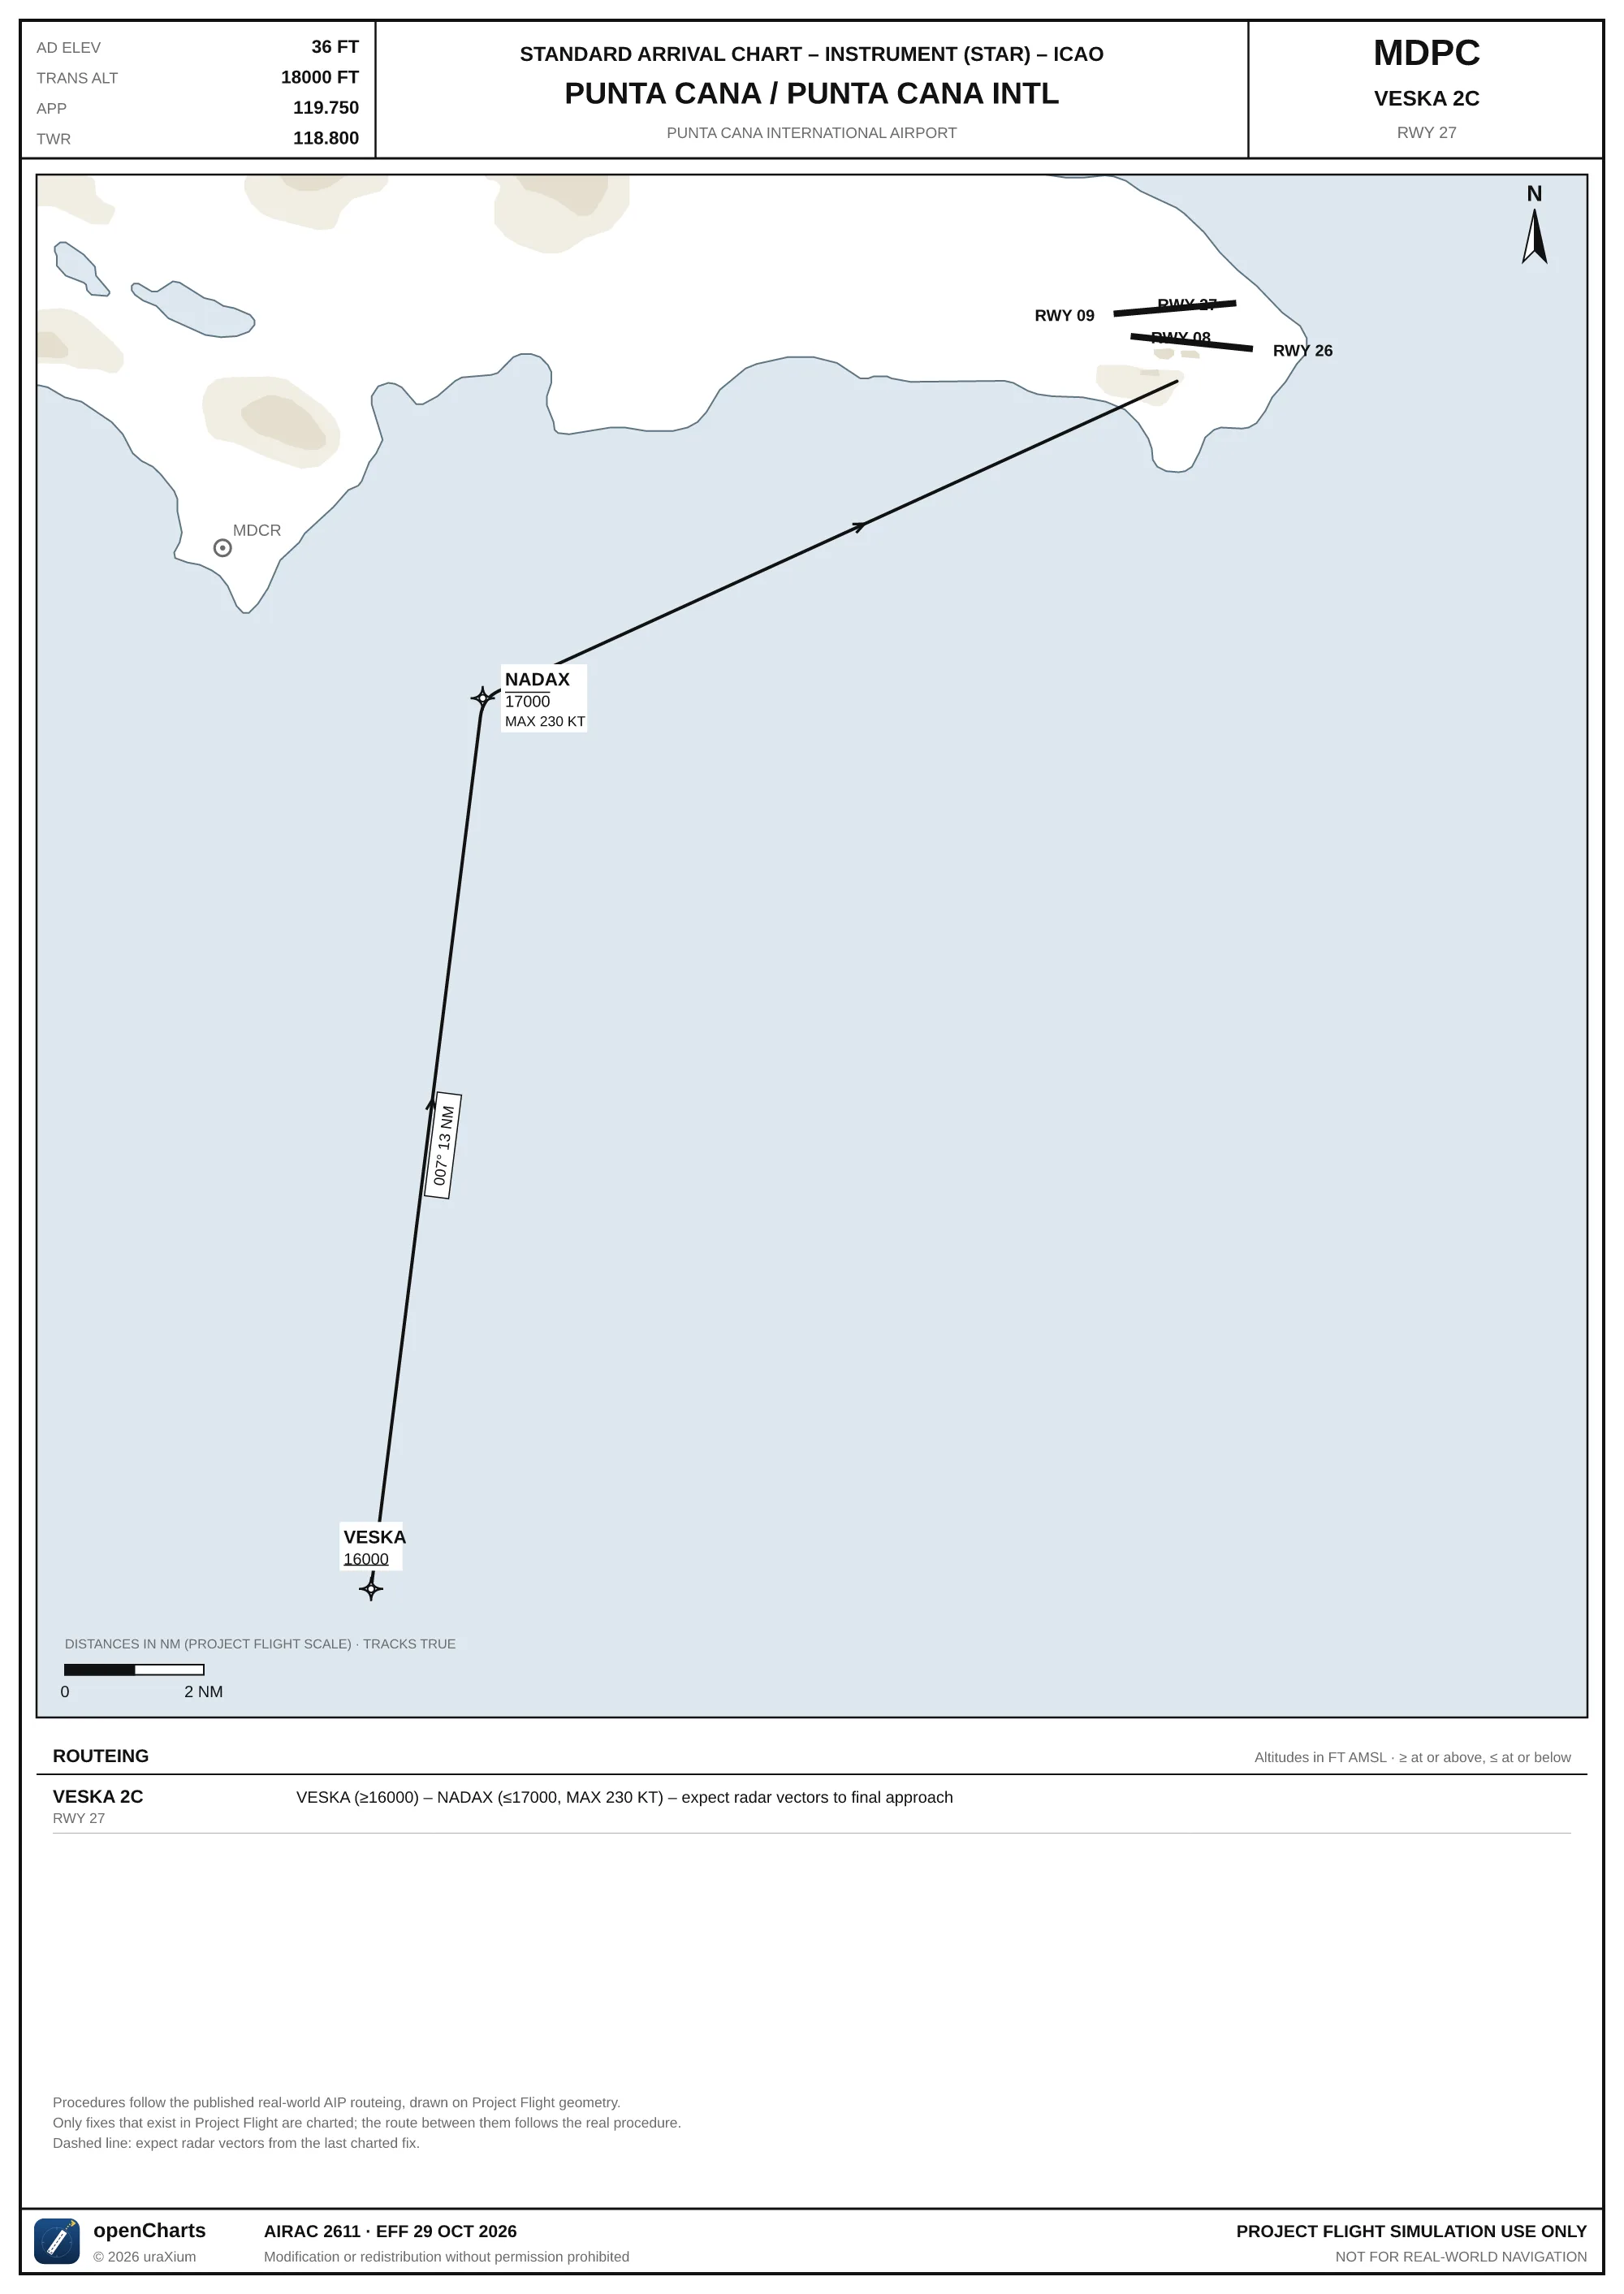 AD ELEV 36 FT
TRANS ALT 18000 FT
APP 119.750
TWR 118.800
STANDARD ARRIVAL CHART – INSTRUMENT (STAR) – ICAO
PUNTA CANA / PUNTA CANA INTL
PUNTA CANA INTERNATIONAL AIRPORT
MDPC
VESKA 2C
RWY 27
N
RWY 27
RWY 09
RWY 08
RWY 26
MDCR
NADAX
17000
MAX 230 KT
007° 13 NM
VESKA
16000
DISTANCES IN NM (PROJECT FLIGHT SCALE) · TRACKS TRUE
0 2 NM
ROUTEING
Altitudes in FT AMSL · ≥ at or above, ≤ at or below
VESKA 2C
VESKA (≥16000) – NADAX (≤17000, MAX 230 KT) – expect radar vectors to final approach
RWY 27
Procedures follow the published real-world AIP routeing, drawn on Project Flight geometry.
Only fixes that exist in Project Flight are charted; the route between them follows the real procedure.
Dashed line: expect radar vectors from the last charted fix.
openCharts
© 2026 uraXium
AIRAC 2611 · EFF 29 OCT 2026
Modification or redistribution without permission prohibited
PROJECT FLIGHT SIMULATION USE ONLY
NOT FOR REAL-WORLD NAVIGATION